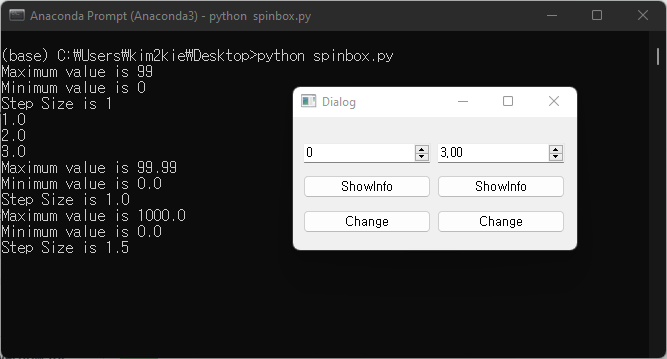 Anaconda Prompt (Anaconda3) - python  spinbox.py
(base) C:₩Users₩kim2kie₩Desktop>python spinbox.py
Maximum value is 99
Minimum value is 0
Step Size is 1
1.0
2.0
3.0
Maximum value is 99.99
Minimum value is 0.0
Step Size is 1.0
Maximum value is 1000.0
Minimum value is 0.0
Step Size is 1.5
Dialog
0 3,00
ShowInfo ShowInfo
Change Change